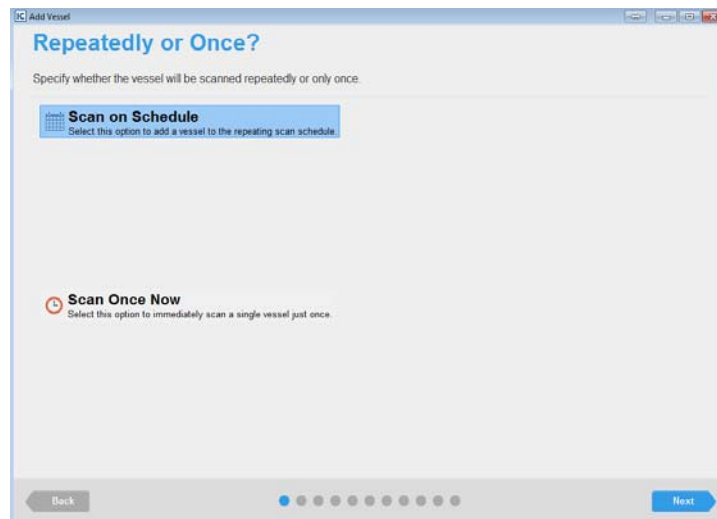 IC Add Vessel
Repeatedly or Once?
Specify whether the vessel will be scanned repeatedly or only once.
Scan on Schedule
Select this option to add a vessel to the repeating scan schedule.
Scan Once Now
Select this option to immediately scan a single vessel just once.
Back
Next